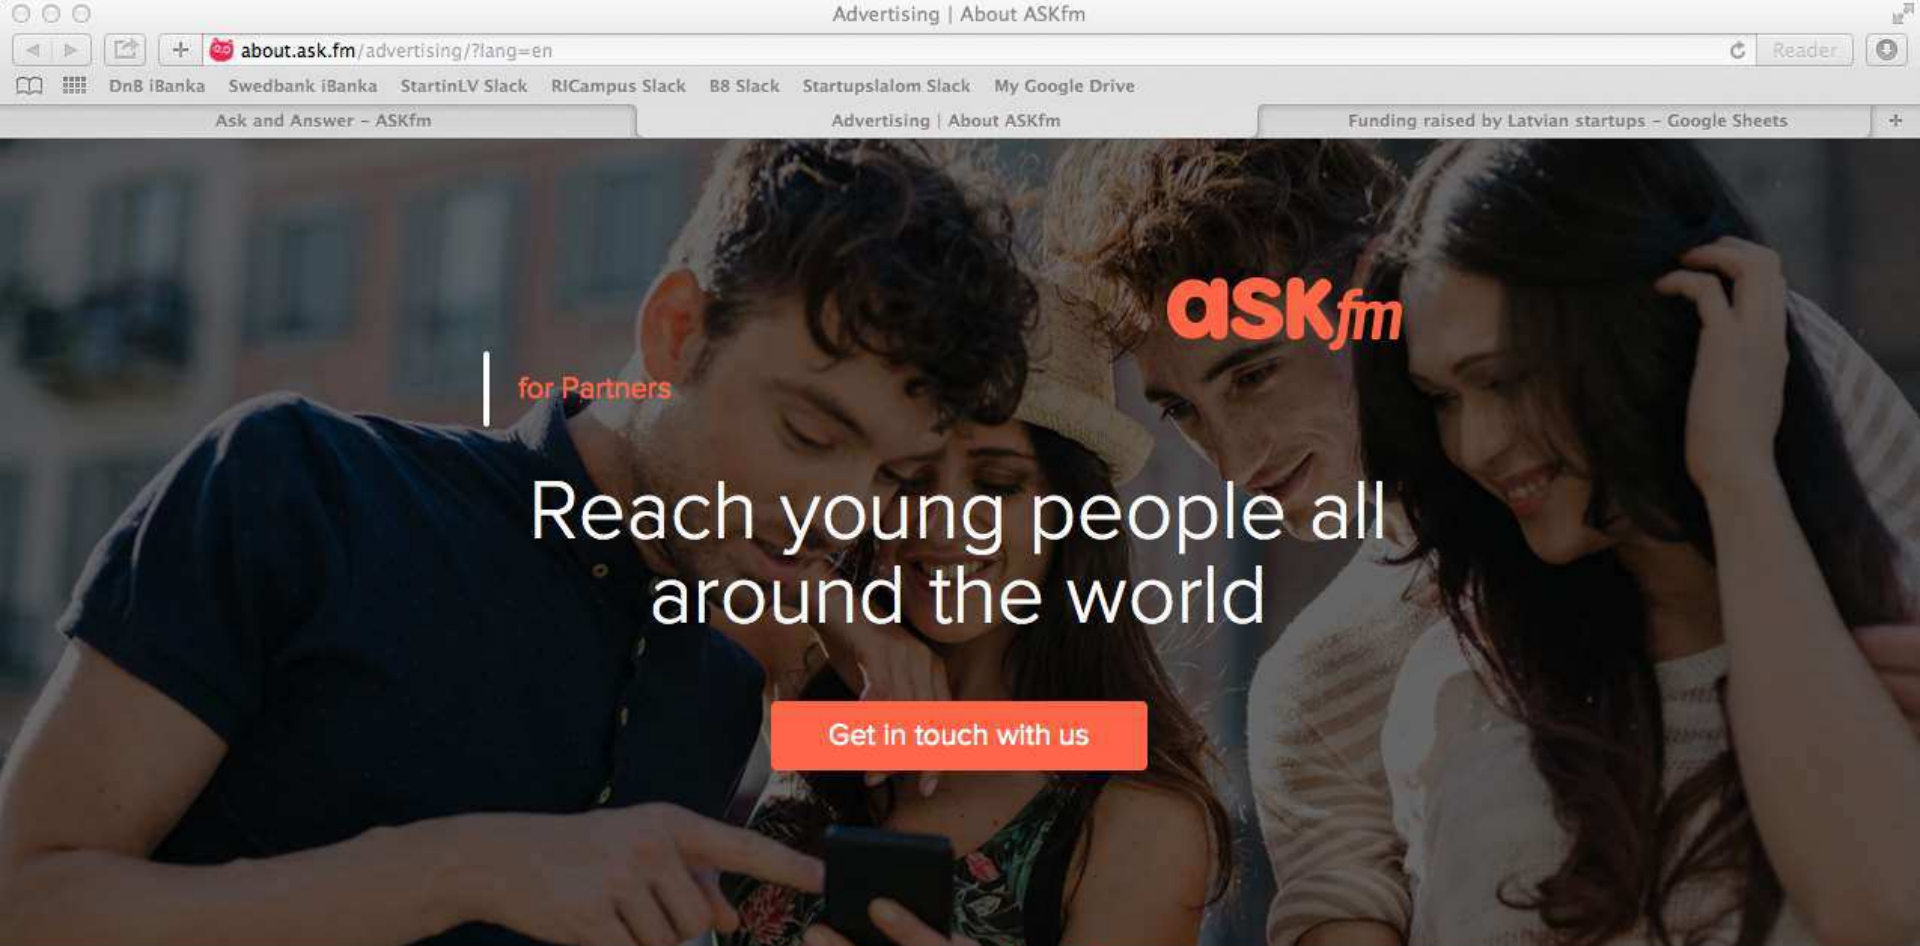 Advertising | About ASKfm
about.ask.fm/advertising/?lang=en
Reader
DnB iBanka Swedbank iBanka StartinLV Slack RICampus Slack B8 Slack Startupslalom Slack My Google Drive
Ask and Answer – ASKfm
Advertising | About ASKfm
Funding raised by Latvian startups – Google Sheets
ASKfm
for Partners
Reach young people all
around the world
Get in touch with us